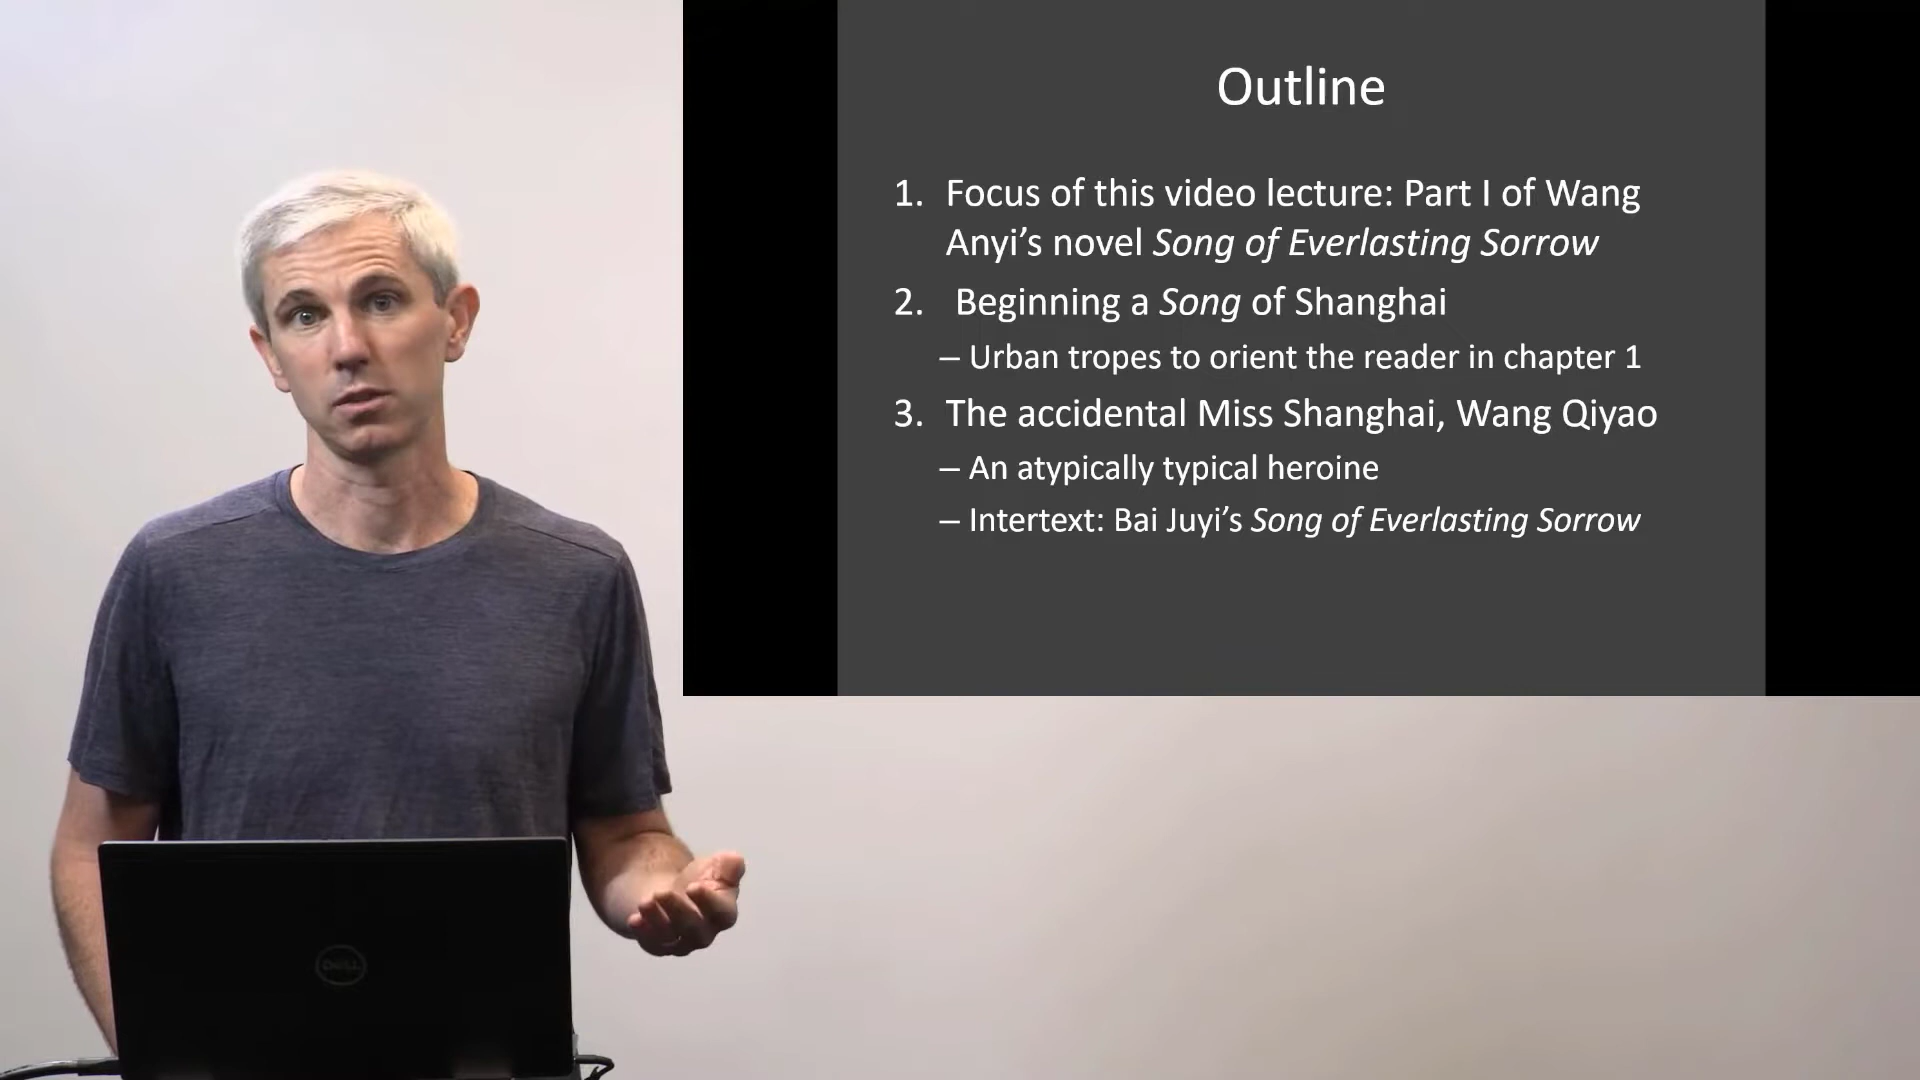 Outline
1. Focus of this video lecture: Part I of Wang
Anyi’s novel Song of Everlasting Sorrow
2. Beginning a Song of Shanghai
– Urban tropes to orient the reader in chapter 1
3. The accidental Miss Shanghai, Wang Qiyao
– An atypically typical heroine
– Intertext: Bai Juyi’s Song of Everlasting Sorrow
DELL